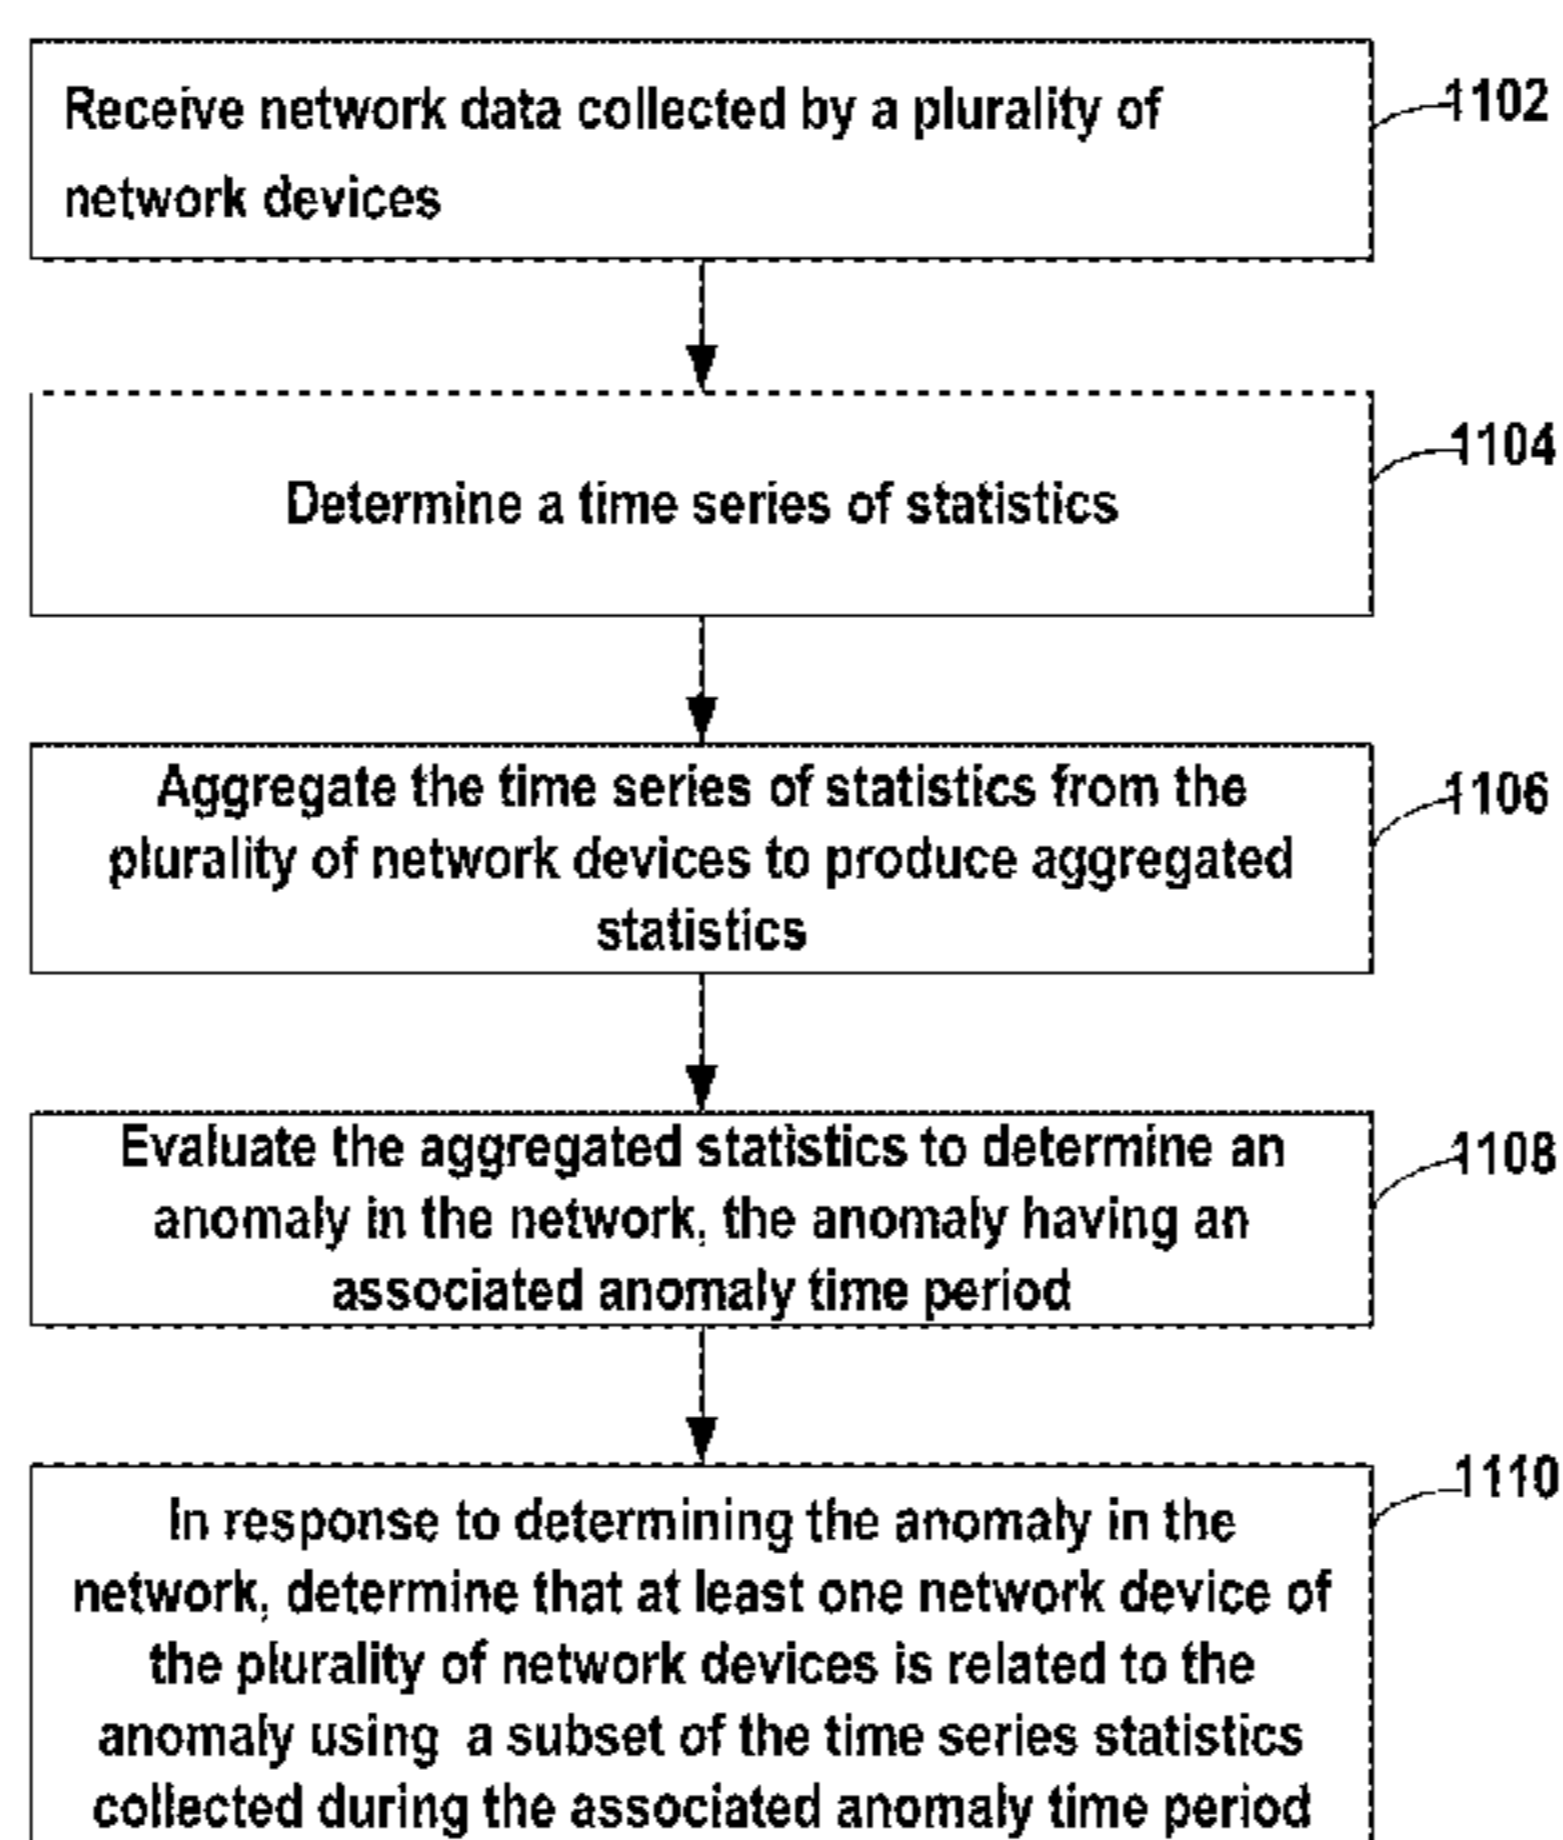 Receive network data collected by a plurality of
network devices
1102
Determine a time series of statistics
1104
Aggregate the time series of statistics from the
plurality of network devices to produce aggregated
statistics
1106
Evaluate the aggregated statistics to determine an
anomaly in the network, the anomaly having an
associated anomaly time period
1108
In response to determining the anomaly in the
network, determine that at least one network device of
the plurality of network devices is related to the
anomaly using a subset of the time series statistics
collected during the associated anomaly time period
1110